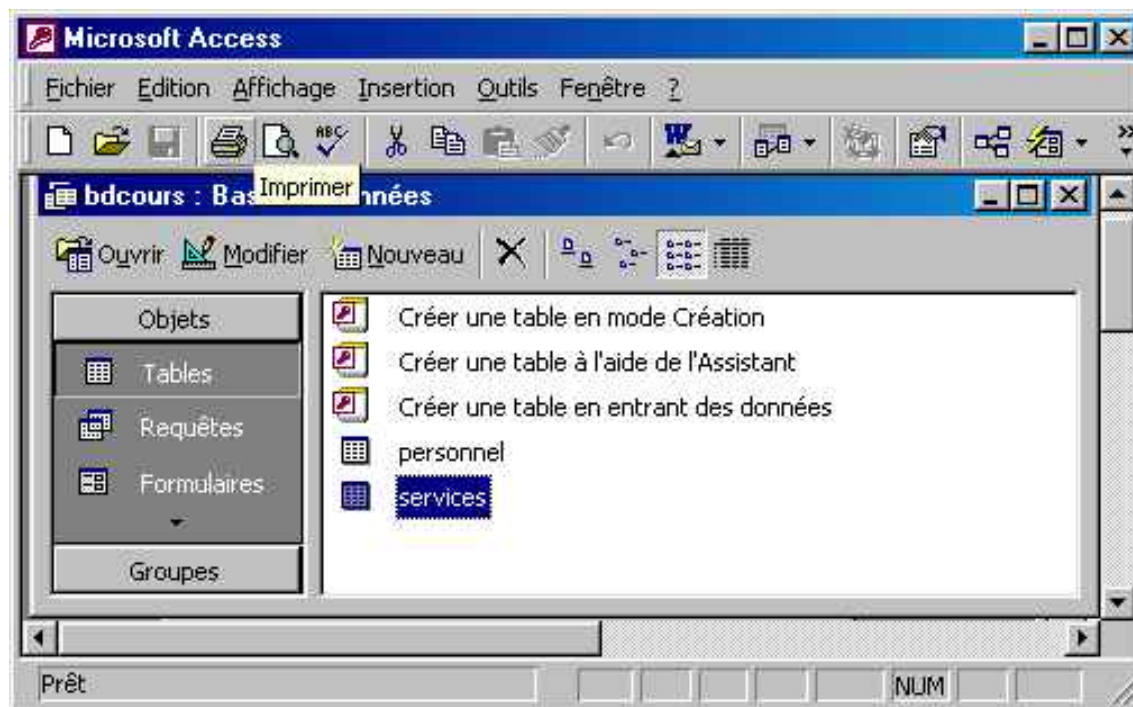 Microsoft Access
Fichier Edition Affichage Insertion Outils Fenêtre ?
ABC
W
Imprimer
bdcours : Bas nnées
Ouvrir Modifier Nouveau
Objets
Tables
Requêtes
Formulaires
Groupes
Créer une table en mode Création
Créer une table à l'aide de l'Assistant
Créer une table en entrant des données
personnel
services
Prêt
NUM